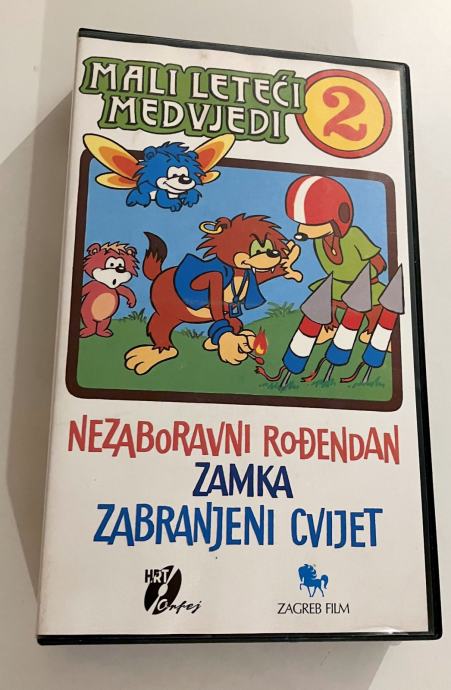 MALI LETEĆI
MEDVJEDI
2
NEZABORAVNI ROĐENDAN
ZAMKA
ZABRANJENI CVIJET
HRT
Orfej
ZAGREB FILM